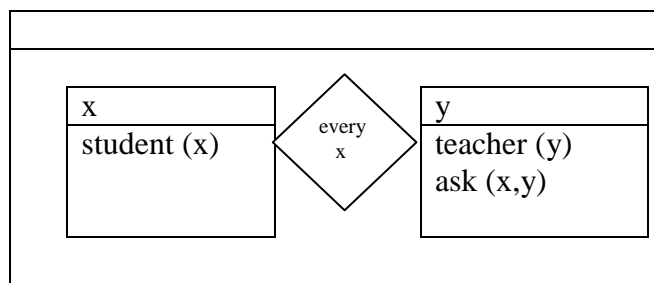 x
student (x)
every
x
y
teacher (y)
ask (x,y)